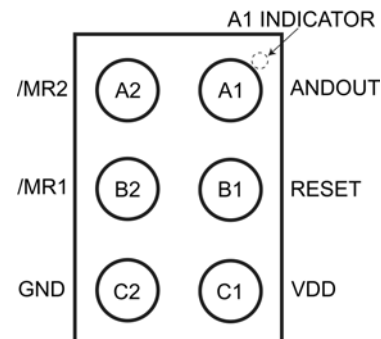 A1 INDICATOR
/MR2 A2 A1 ANDOUT
/MR1 B2 B1 RESET
GND C2 C1 VDD